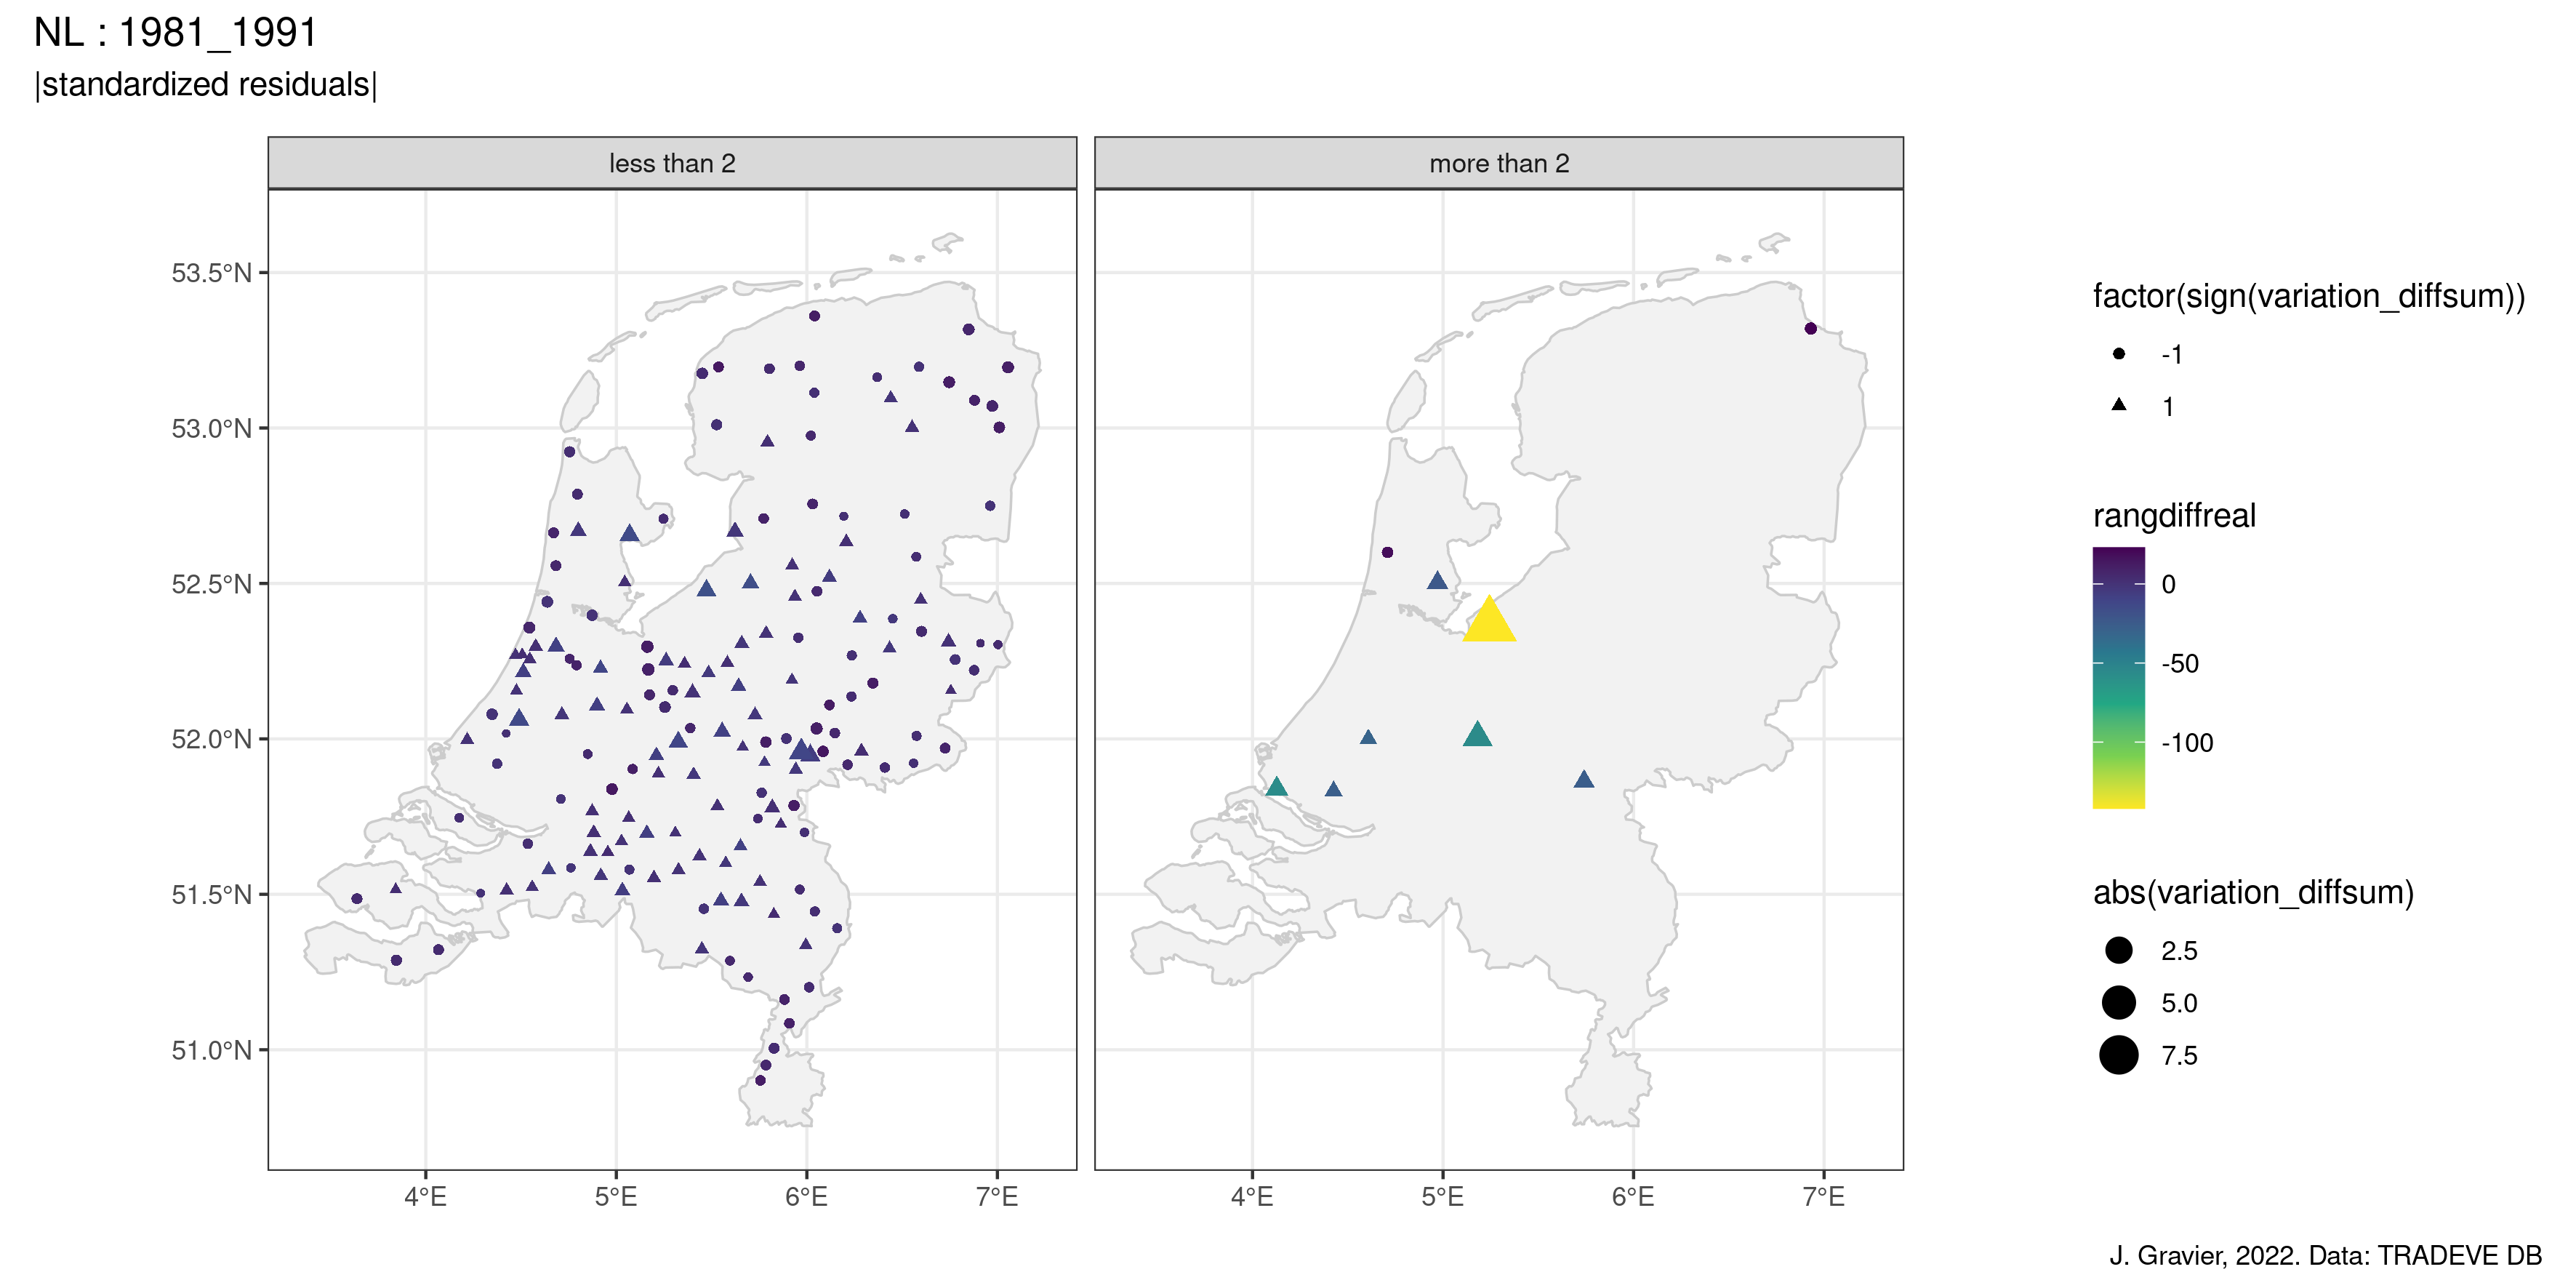 NL : 1981_1991
|standardized residuals|
less than 2
more than 2
53.5°N
53.0°N
52.5°N
52.0°N
51.5°N
51.0°N
4°E
5°E
6°E
7°E
4°E
5°E
6°E
7°E
factor(sign(variation_diffsum))
-1
1
rangdiffreal
0
-50
-100
abs(variation_diffsum)
2.5
5.0
7.5
J. Gravier, 2022. Data: TRADEVE DB